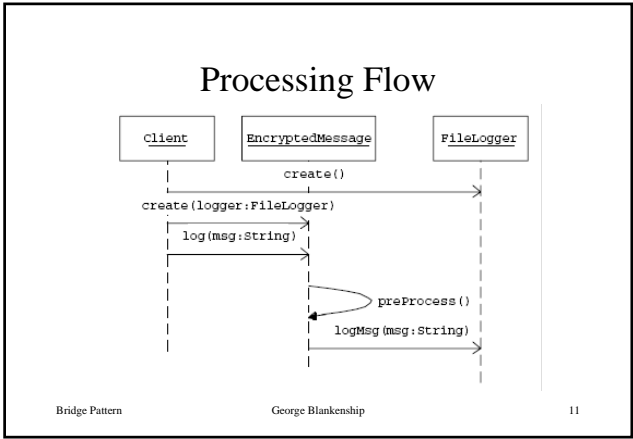 Processing Flow
Client EncryptedMessage FileLogger
create()
create(logger:FileLogger)
log(msg:String)
preProcess()
logMsg(msg:String)
Bridge Pattern George Blankenship 11